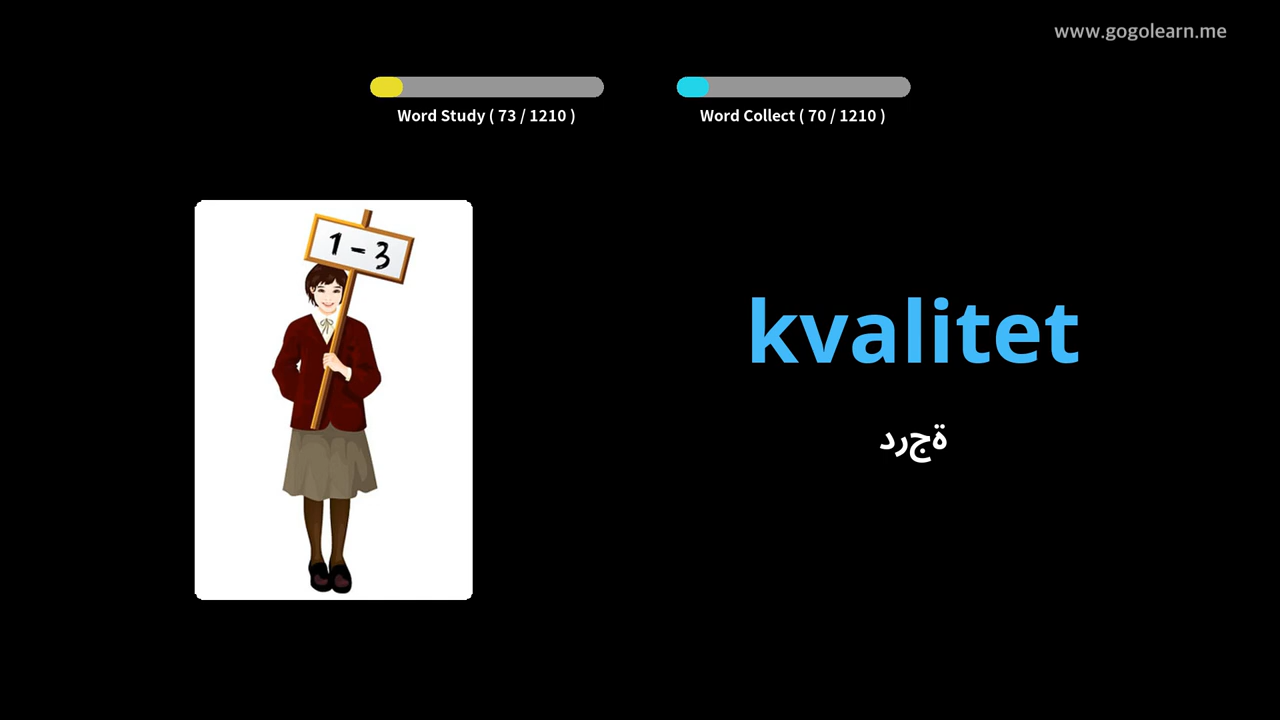 www.gogolearn.me
Word Study ( 73 / 1210 )
Word Collect ( 70 / 1210 )
1 - 3
kvalitet
ةجرد